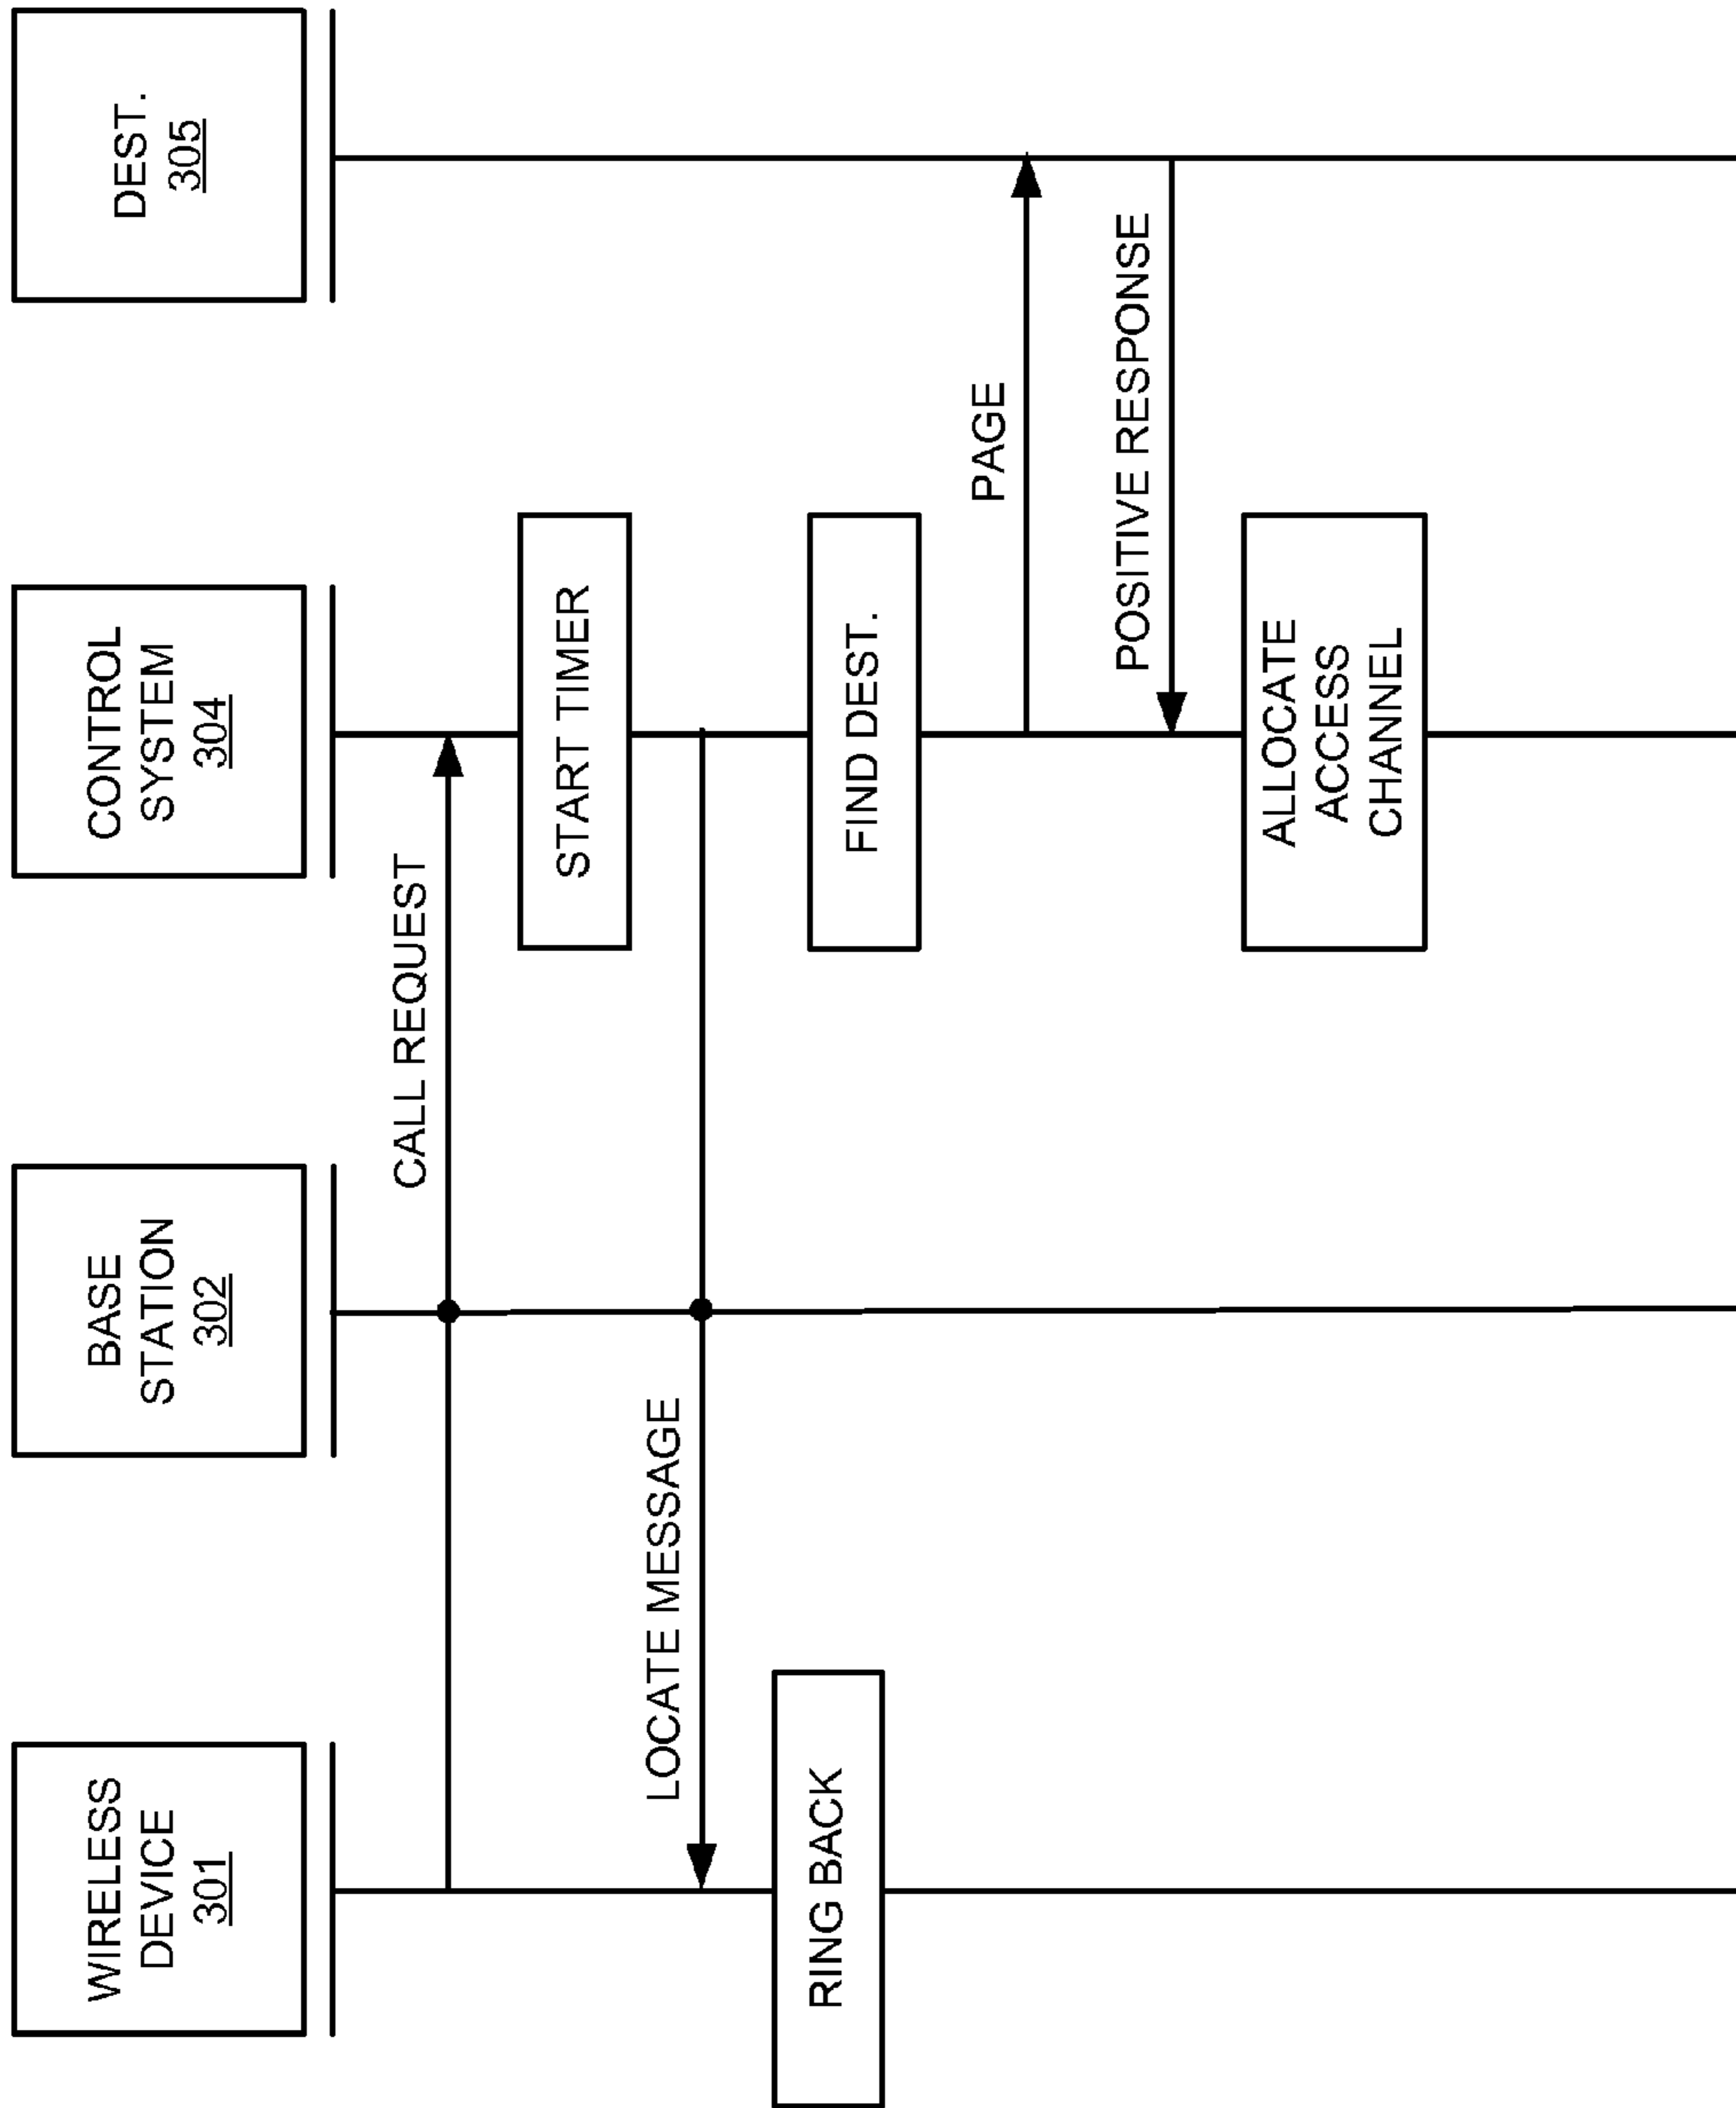 WIRELESS
DEVICE
301
BASE
STATION
302
CONTROL
SYSTEM
304
DEST.
305
CALL REQUEST
START TIMER
LOCATE MESSAGE
RING BACK
FIND DEST.
PAGE
POSITIVE RESPONSE
ALLOCATE
ACCESS
CHANNEL